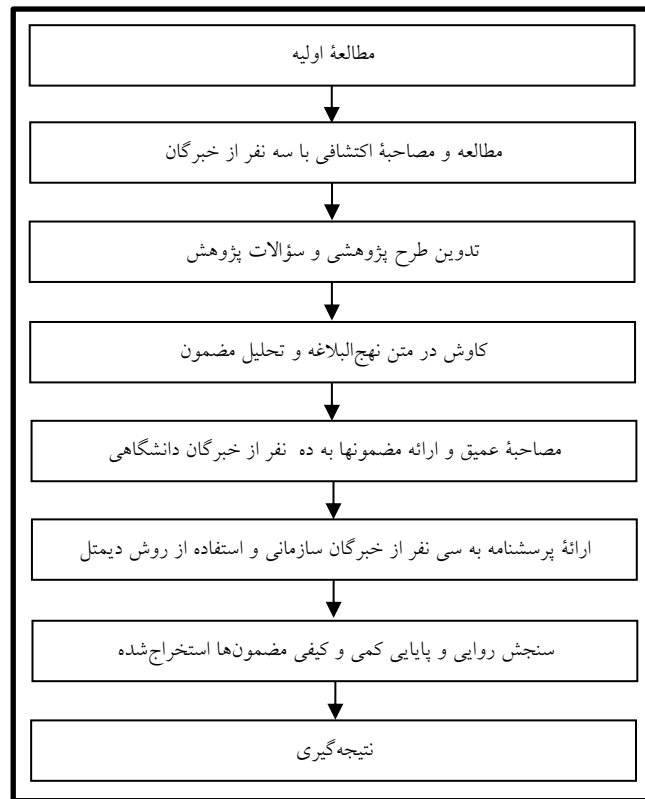 مطالعهٔ اولیه
مطالعه و مصاحبهٔ اکتشافی با سه نفر از خبرگان
تدوین طرح پژوهشی و سؤالات پژوهش
کاوش در متن نهج‌البلاغه و تحلیل مضمون
مصاحبهٔ عمیق و ارائه مضمونها به ده نفر از خبرگان دانشگاهی
ارائهٔ پرسشنامه به سی نفر از خبرگان سازمانی و استفاده از روش دیمتل
سنجش روایی و پایایی کمی و کیفی مضمون‌ها استخراج‌شده
نتیجه‌گیری